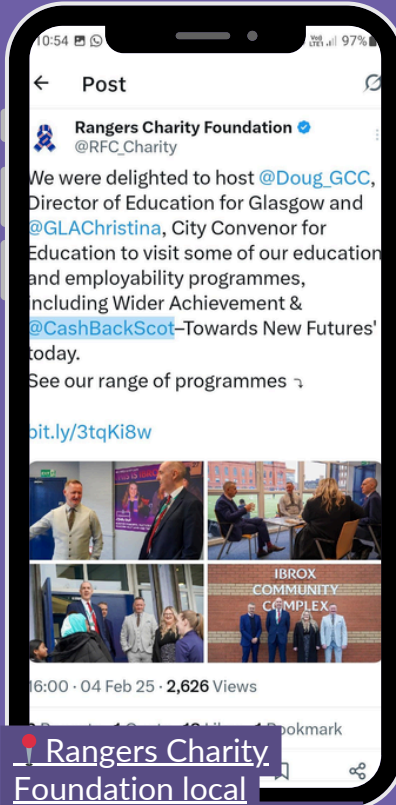 10:54
97%
Post
Rangers Charity Foundation
@RFC_Charity
We were delighted to host @Doug_GCC,
Director of Education for Glasgow and
@GLAChristina, City Convenor for
Education to visit some of our education
and employability programmes,
including Wider Achievement &
@CashBackScot–Towards New Futures'
today.
See our range of programmes ⤵
bit.ly/3tqKi8w
IBROX
COMMUNITY
COMPLEX
16:00 · 04 Feb 25 · 2,626 Views
Bookmark
📍Rangers Charity
Foundation local